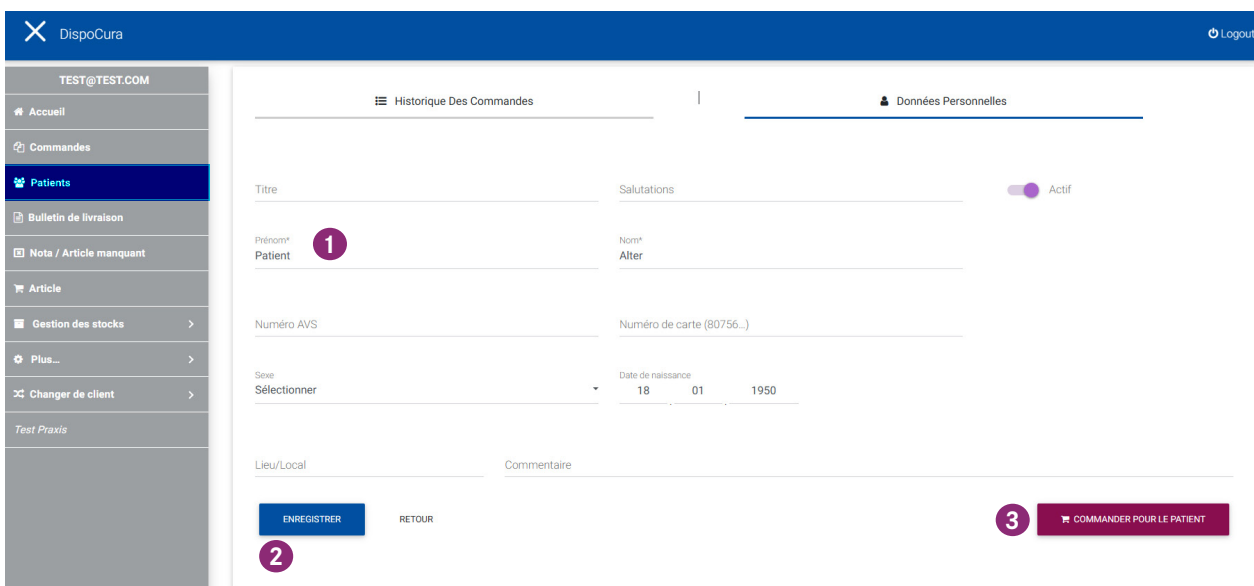 DispoCura
Logout
TEST@TEST.COM
Accueil
Commandes
Patients
Bulletin de livraison
Nota / Article manquant
Article
Gestion des stocks
Plus...
Changer de client
Test Praxis
Historique Des Commandes
Données Personnelles
Titre
Salutations
Actif
Prénom*
Patient
1
Nom*
Alter
Numéro AVS
Numéro de carte (80756...)
Sexe
Sélectionner
Date de naissance
18 . 01 . 1950
Lieu/Local
Commentaire
ENREGISTRER
RETOUR
3
COMMANDER POUR LE PATIENT
2